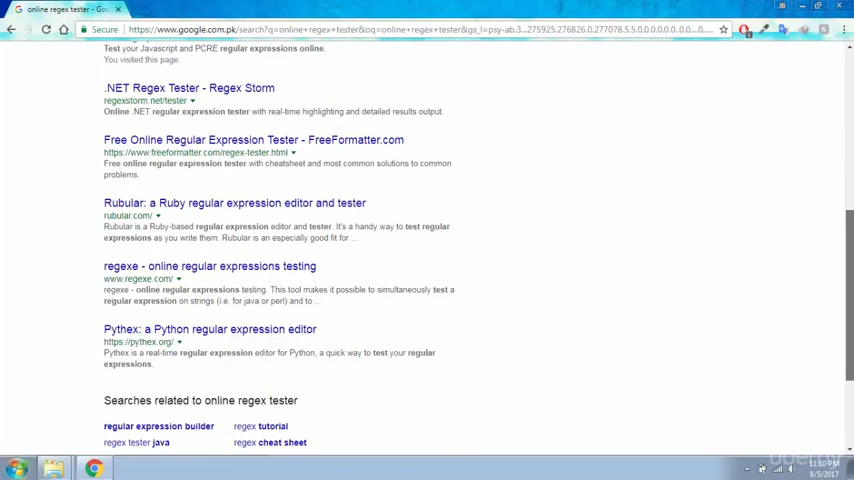 online regex tester - Goo
JB
Secure
https://www.google.com.pk/search?q=online+regex+tester&oq=online+regex+tester&gs_l=psy-ab.3...275925.276826.0.277078.5.5.0.0.0.0.0.0..0.0....0...
Test your Javascript and PCRE regular expressions online.
You visited this page.
.NET Regex Tester - Regex Storm
regexstorm.net/tester
Online .NET regular expression tester with real-time highlighting and detailed results output.
Free Online Regular Expression Tester - FreeFormatter.com
https://www.freeformatter.com/regex-tester.html
Free online regular expression tester with cheatsheet and most common solutions to common
problems.
Rubular: a Ruby regular expression editor and tester
rubular.com/
Rubular is a Ruby-based regular expression editor and tester. It's a handy way to test regular
expressions as you write them. Rubular is an especially good fit for ...
regexe - online regular expressions testing
www.regexe.com/
regexe - online regular expressions testing. This tool makes it possible to simultaneously test a
regular expression on strings (i.e. for java or perl) and to ...
Pythex: a Python regular expression editor
https://pythex.org/
Pythex is a real-time regular expression editor for Python, a quick way to test your regular
expressions.
Searches related to online regex tester
regular expression builder
regex tutorial
regex tester java
regex cheat sheet
udemy
11:10 PM
8/5/2017